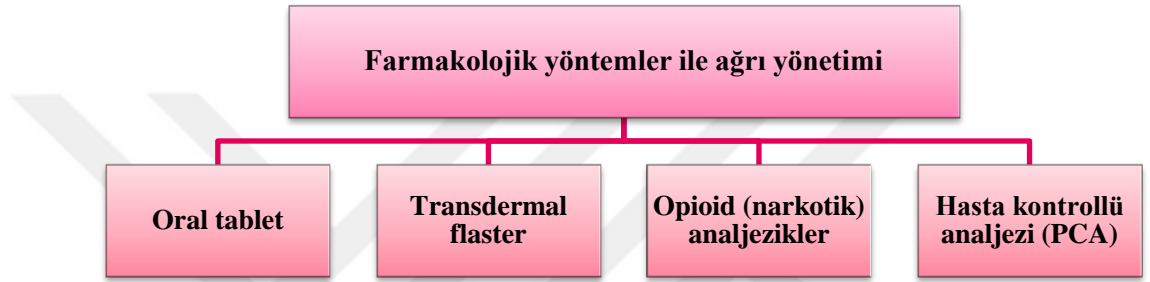 Farmakolojik yöntemler ile ağrı yönetimi
Oral tablet
Transdermal
flaster
Opioid (narkotik)
analjezikler
Hasta kontrollü
analjezi (PCA)